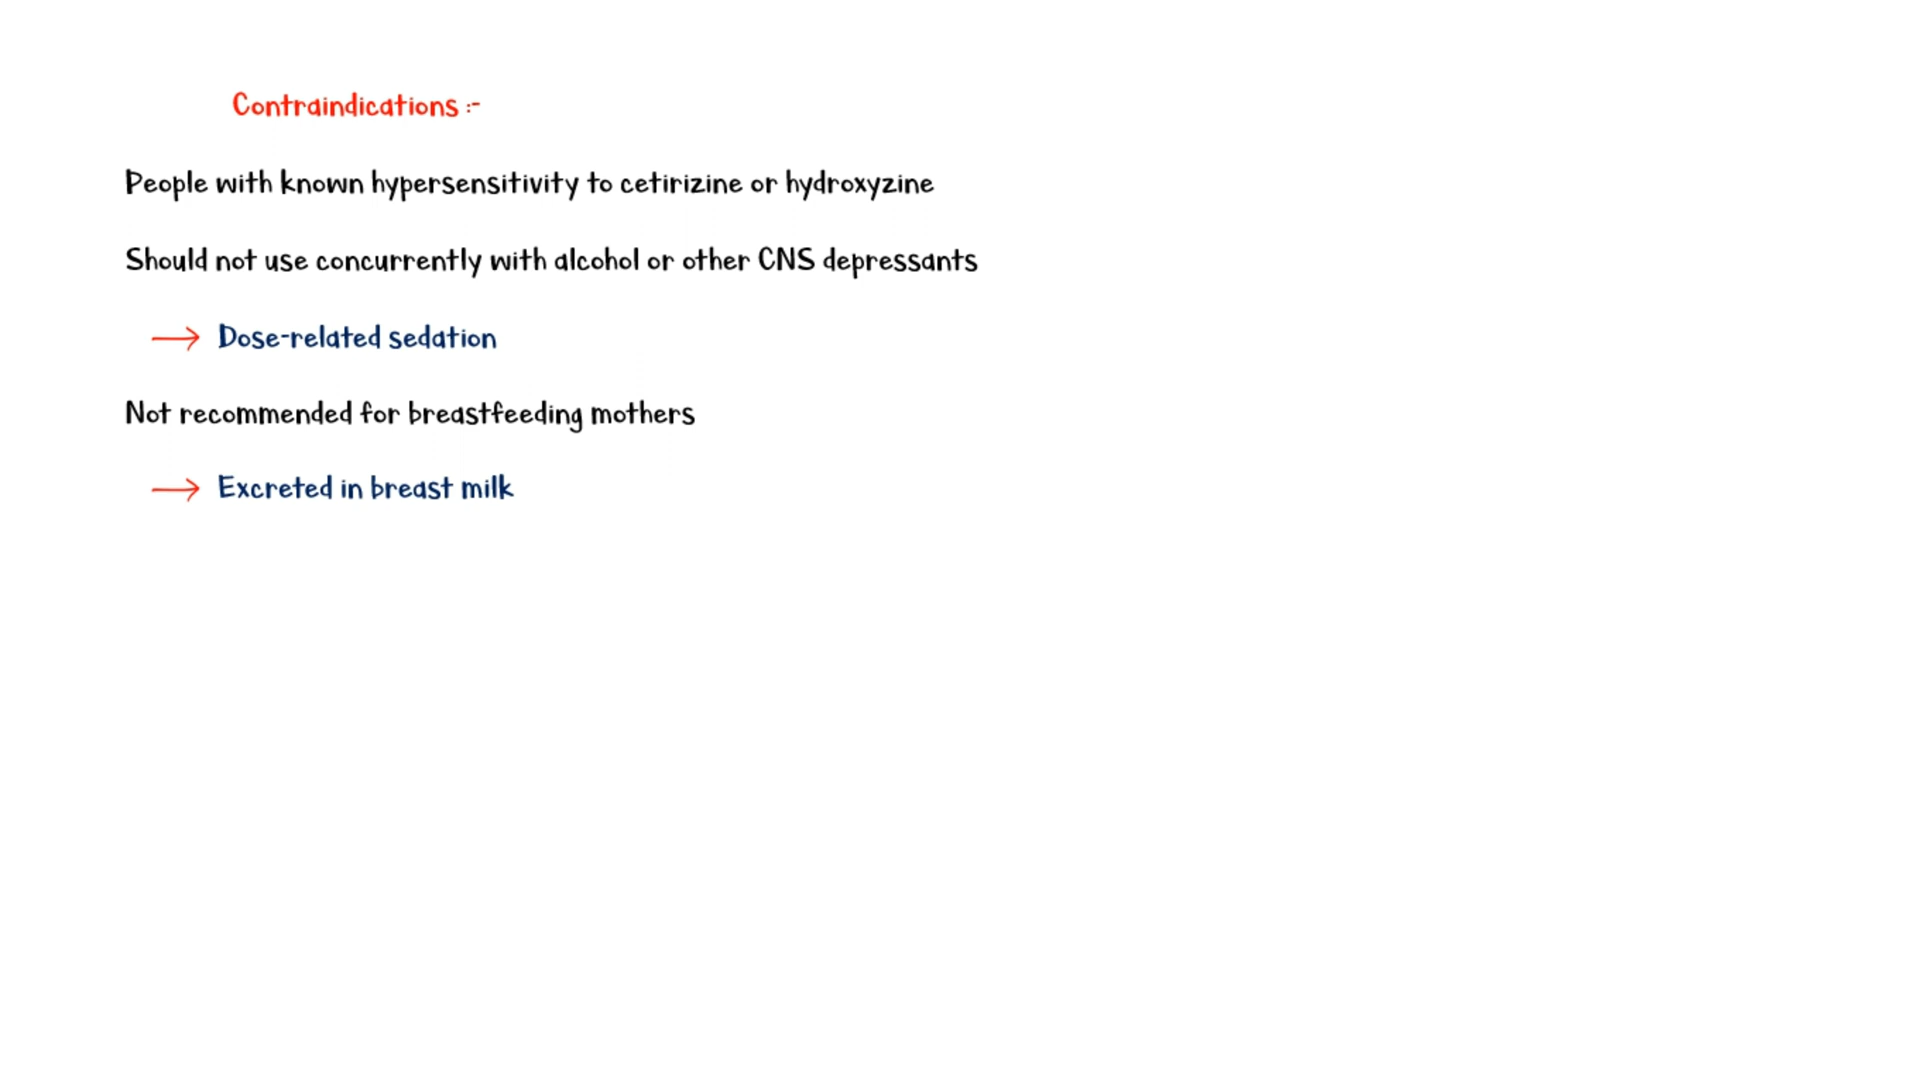 Contraindications :-
People with known hypersensitivity to cetirizine or hydroxyzine
Should not use concurrently with alcohol or other CNS depressants
→ Dose-related sedation
Not recommended for breastfeeding mothers
→ Excreted in breast milk